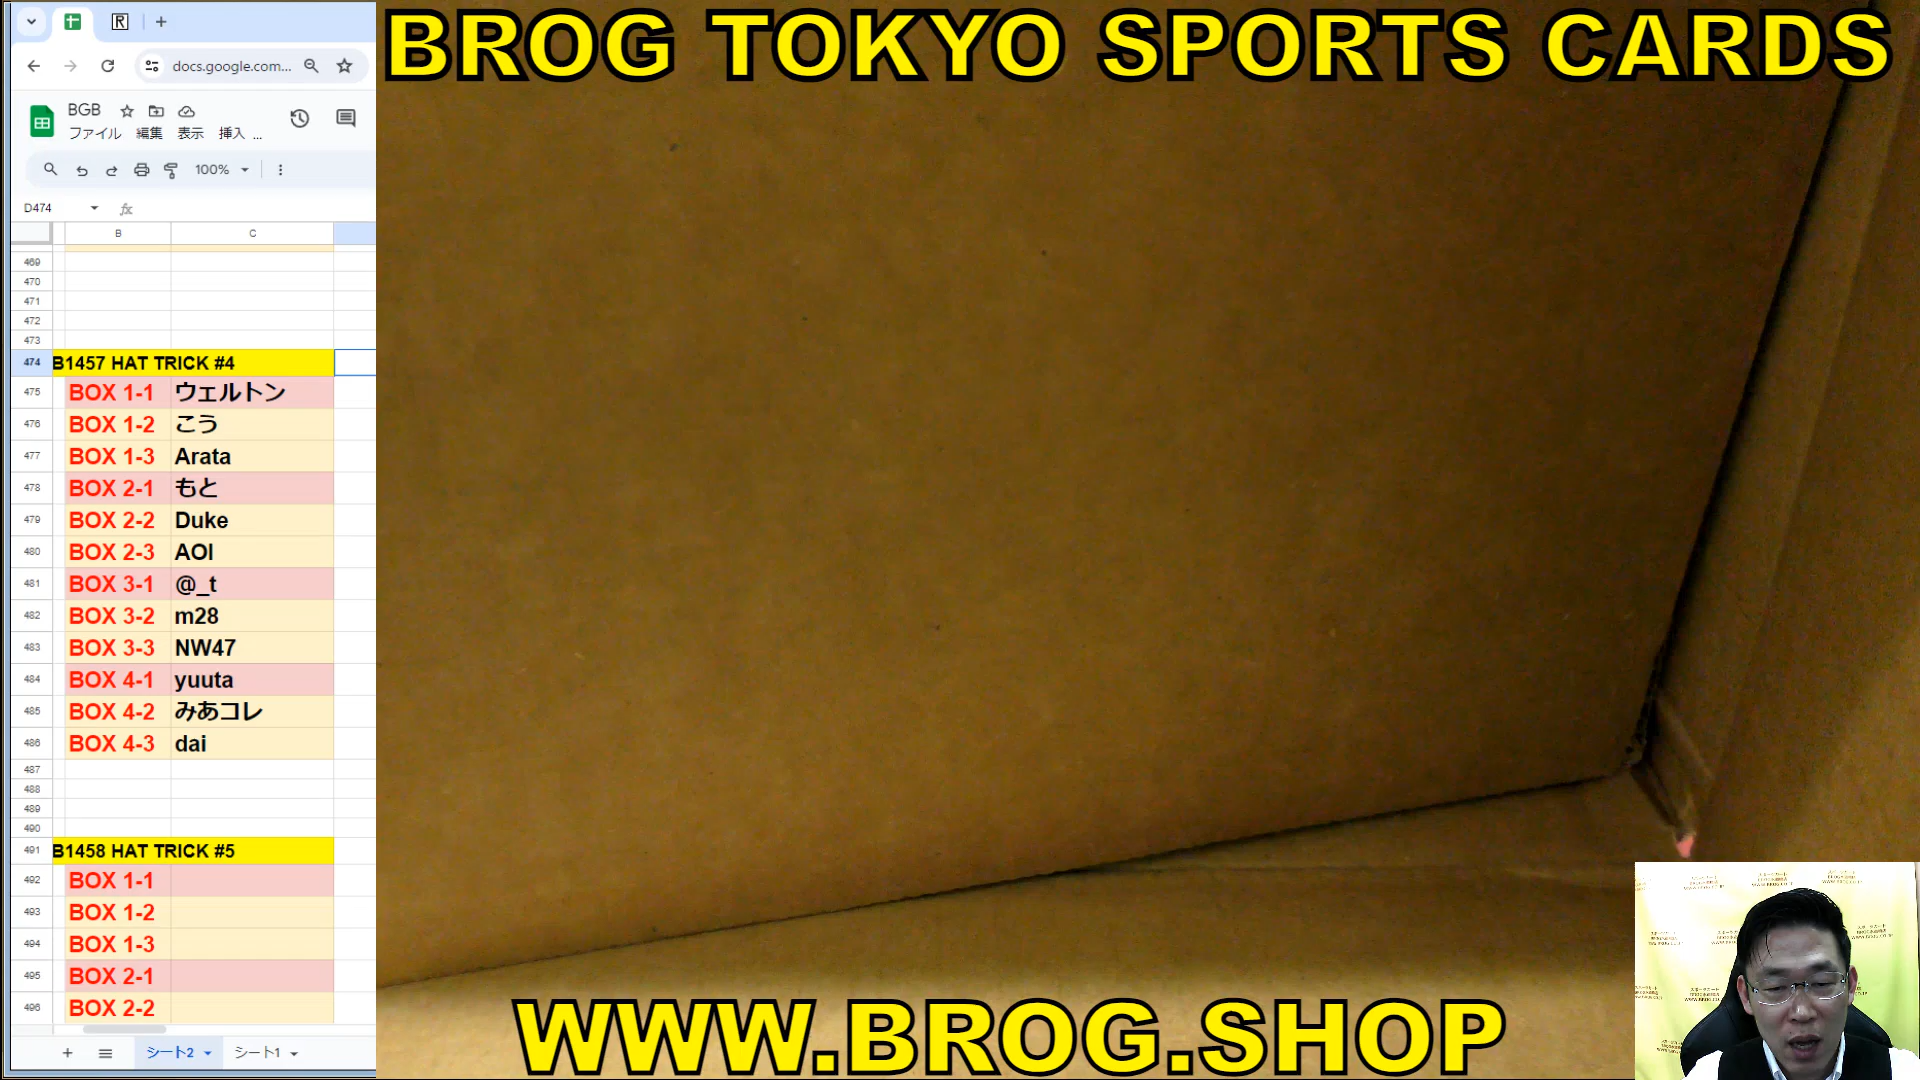 docs.google.com...
BGB
ファイル 編集 表示 挿入 ...
100%
D474
B C
469
470
471
472
473
474 B1457 HAT TRICK #4
475 BOX 1-1 ウェルトン
476 BOX 1-2 こう
477 BOX 1-3 Arata
478 BOX 2-1 もと
479 BOX 2-2 Duke
480 BOX 2-3 AOI
481 BOX 3-1 @_t
482 BOX 3-2 m28
483 BOX 3-3 NW47
484 BOX 4-1 yuuta
485 BOX 4-2 みあコレ
486 BOX 4-3 dai
487
488
489
490
491 B1458 HAT TRICK #5
492 BOX 1-1
493 BOX 1-2
494 BOX 1-3
495 BOX 2-1
496 BOX 2-2
シート2 シート1
BROG TOKYO SPORTS CARDS
WWW.BROG.SHOP